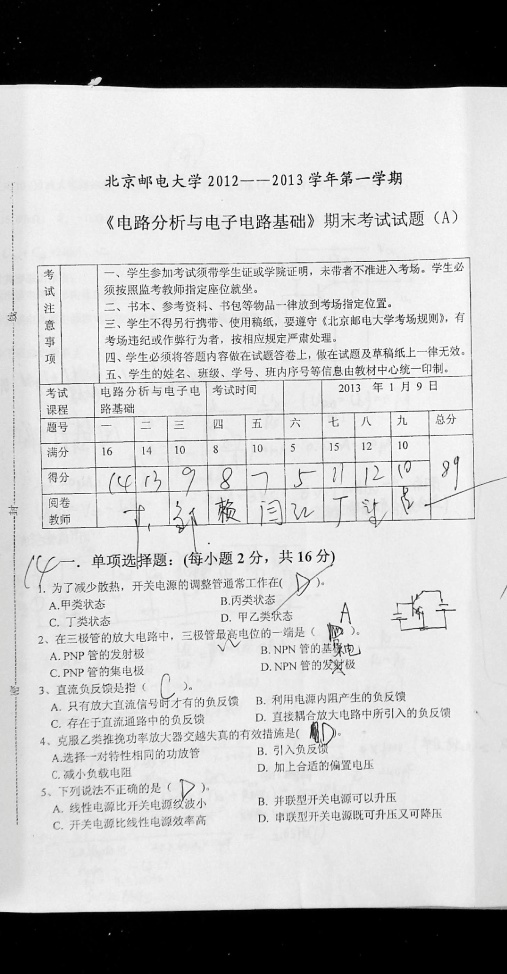 北京邮电大学 2012——2013 学年第一学期
《电路分析与电子电路基础》期末考试试题（A）
考试注意事项
一、学生参加考试须带学生证或学院证明，未带者不准进入考场。学生必
须按照监考教师指定座位就坐。
二、书本、参考资料、书包等物品一律放到考场指定位置。
三、学生不得另行携带、使用稿纸，要遵守《北京邮电大学考场规则》，有
考场违纪或作弊行为者，按相应规定严肃处理。
四、学生必须将答题内容做在试题答卷上，做在试题及草稿纸上一律无效。
五、学生的姓名、班级、学号、班内序号等信息由教材中心统一印制。
考试课程 电路分析与电子电路基础 考试时间 2013 年 1 月 9 日
题号 一 二 三 四 五 六 七 八 九 总分
满分 16 14 10 8 10 5 15 12 10
得分 14 13 9 8 7 5 11 12 10 89
阅卷教师 赖 闫 丁
14
一．单项选择题：(每小题 2 分，共 16 分)
1. 为了减少散热，开关电源的调整管通常工作在( D )。
A.甲类状态 B.丙类状态
C. 丁类状态 D. 甲乙类状态
A
2、在三极管的放大电路中，三极管最高电位的一端是（ ）。
A. PNP 管的发射极 B. NPN 管的基极
C. PNP 管的集电极 D. NPN 管的发射极
3、直流负反馈是指（ C ）。
A. 只有放大直流信号时才有的负反馈 B. 利用电源内阻产生的负反馈
C. 存在于直流通路中的负反馈 D. 直接耦合放大电路中所引入的负反馈
4、克服乙类推挽功率放大器交越失真的有效措施是( D )。
A.选择一对特性相同的功放管 B. 引入负反馈
C. 减小负载电阻 D. 加上合适的偏置电压
5、下列说法不正确的是（ D ）。
A. 线性电源比开关电源纹波小 B. 并联型开关电源可以升压
C. 开关电源比线性电源效率高 D. 串联型开关电源既可升压又可降压